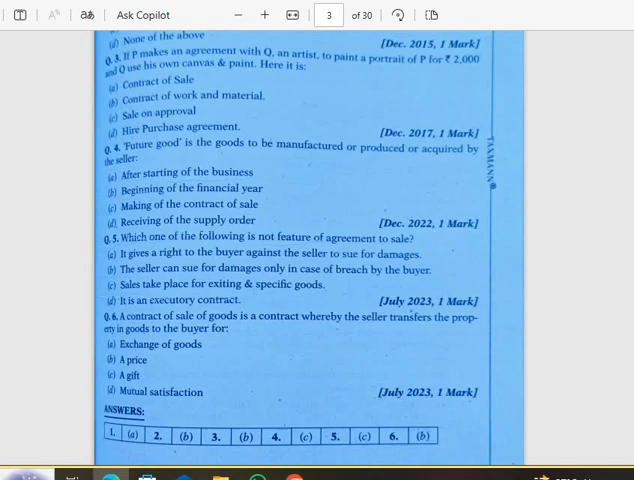 Ask Copilot
3
of 30
(d) None of the above
[Dec. 2015, 1 Mark]
Q. 3. If P makes an agreement with Q, an artist, to paint a portrait of P for ₹ 2,000
and Q use his own canvas & paint. Here it is:
(a) Contract of Sale
(b) Contract of work and material.
(c) Sale on approval
(d) Hire Purchase agreement.
[Dec. 2017, 1 Mark]
Q. 4. 'Future good' is the goods to be manufactured or produced or acquired by
the seller:
(a) After starting of the business
(b) Beginning of the financial year
(c) Making of the contract of sale
(d) Receiving of the supply order
[Dec. 2022, 1 Mark]
Q. 5. Which one of the following is not feature of agreement to sale?
(a) It gives a right to the buyer against the seller to sue for damages.
(b) The seller can sue for damages only in case of breach by the buyer.
(c) Sales take place for exiting & specific goods.
(d) It is an executory contract.
[July 2023, 1 Mark]
Q. 6. A contract of sale of goods is a contract whereby the seller transfers the prop-
erty in goods to the buyer for:
(a) Exchange of goods
(b) A price
(c) A gift
(d) Mutual satisfaction
[July 2023, 1 Mark]
ANSWERS:
1. (a) 2. (b) 3. (b) 4. (c) 5. (c) 6. (b)
TAXMANN®